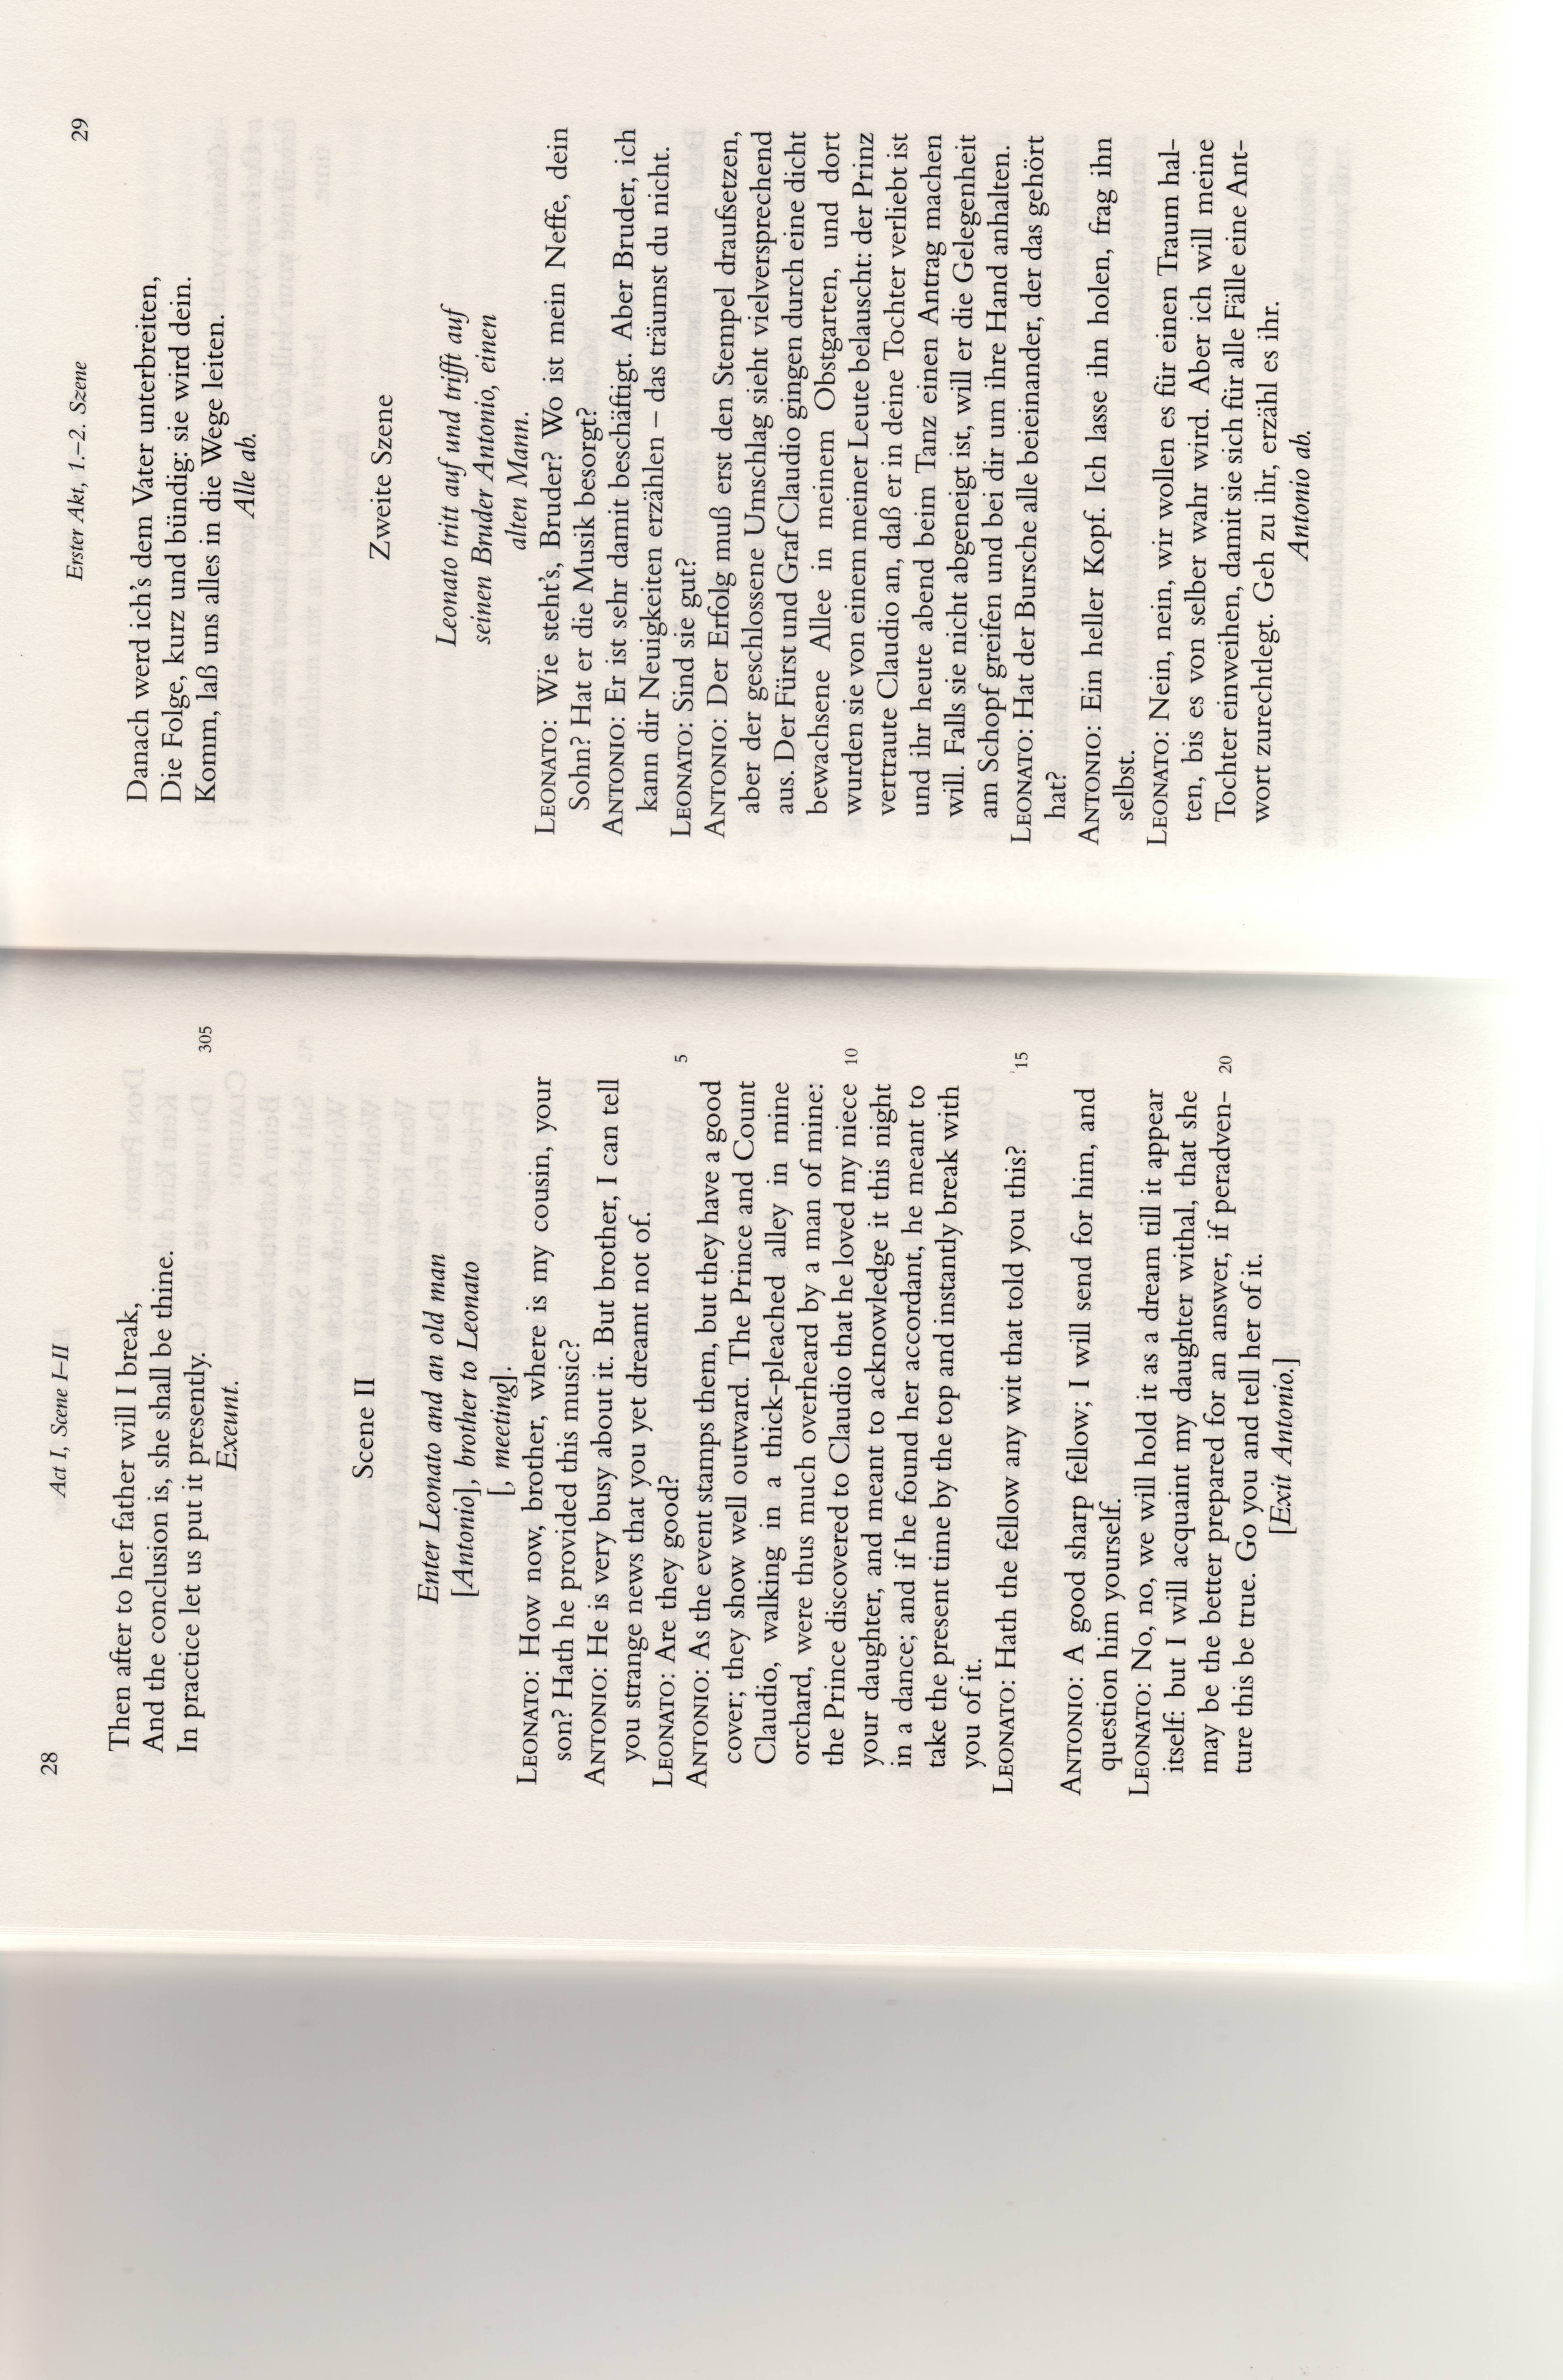 28
Act I, Scene I–II
Then after to her father will I break,
And the conclusion is, she shall be thine.
In practice let us put it presently.
305
Exeunt.
Scene II
Enter Leonato and an old man
[Antonio], brother to Leonato
[, meeting].
LEONATO: How now, brother, where is my cousin, your
son? Hath he provided this music?
ANTONIO: He is very busy about it. But brother, I can tell
you strange news that you yet dreamt not of.
LEONATO: Are they good?
5
ANTONIO: As the event stamps them, but they have a good
cover; they show well outward. The Prince and Count
Claudio, walking in a thick-pleached alley in mine
orchard, were thus much overheard by a man of mine:
the Prince discovered to Claudio that he loved my niece
10
your daughter, and meant to acknowledge it this night
in a dance; and if he found her accordant, he meant to
take the present time by the top and instantly break with
you of it.
LEONATO: Hath the fellow any wit that told you this?
15
ANTONIO: A good sharp fellow; I will send for him, and
question him yourself.
LEONATO: No, no, we will hold it as a dream till it appear
itself: but I will acquaint my daughter withal, that she
may be the better prepared for an answer, if peradven-
20
ture this be true. Go you and tell her of it.
[Exit Antonio.]
Erster Akt, 1.–2. Szene
29
Danach werd ich's dem Vater unterbreiten,
Die Folge, kurz und bündig: sie wird dein.
Komm, laß uns alles in die Wege leiten.
Alle ab.
Zweite Szene
Leonato tritt auf und trifft auf
seinen Bruder Antonio, einen
alten Mann.
LEONATO: Wie steht's, Bruder? Wo ist mein Neffe, dein
Sohn? Hat er die Musik besorgt?
ANTONIO: Er ist sehr damit beschäftigt. Aber Bruder, ich
kann dir Neuigkeiten erzählen – das träumst du nicht.
LEONATO: Sind sie gut?
ANTONIO: Der Erfolg muß erst den Stempel draufsetzen,
aber der geschlossene Umschlag sieht vielversprechend
aus. Der Fürst und Graf Claudio gingen durch eine dicht
bewachsene Allee in meinem Obstgarten, und dort
wurden sie von einem meiner Leute belauscht: der Prinz
vertraute Claudio an, daß er in deine Tochter verliebt ist
und ihr heute abend beim Tanz einen Antrag machen
will. Falls sie nicht abgeneigt ist, will er die Gelegenheit
am Schopf greifen und bei dir um ihre Hand anhalten.
LEONATO: Hat der Bursche alle beieinander, der das gehört
hat?
ANTONIO: Ein heller Kopf. Ich lasse ihn holen, frag ihn
selbst.
LEONATO: Nein, nein, wir wollen es für einen Traum hal-
ten, bis es von selber wahr wird. Aber ich will meine
Tochter einweihen, damit sie sich für alle Fälle eine Ant-
wort zurechtlegt. Geh zu ihr, erzähl es ihr.
Antonio ab.